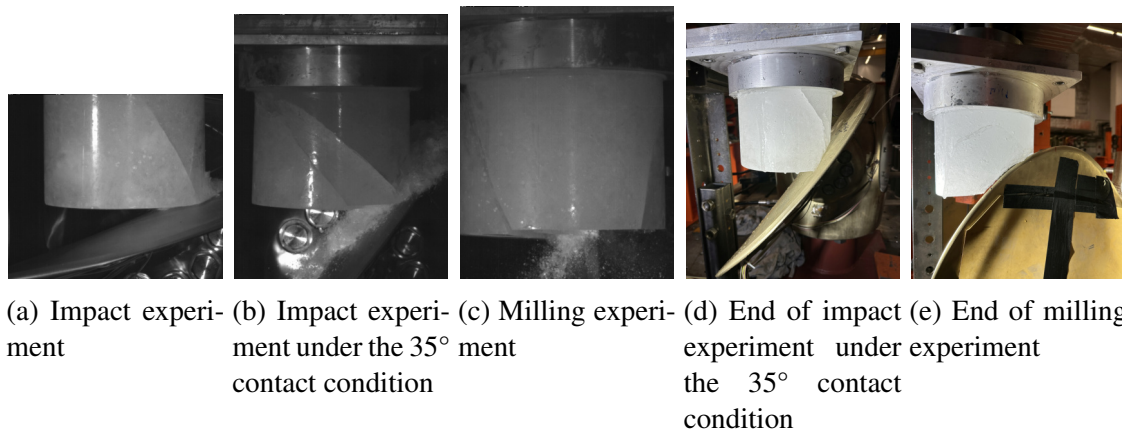 (a) Impact experi-
ment
(b) Impact experi-
ment under the 35°
contact condition
(c) Milling experi-
ment
(d) End of impact
experiment under
the 35° contact
condition
(e) End of milling
experiment